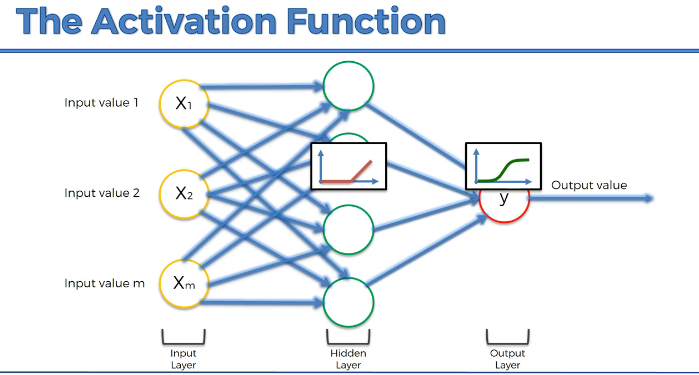 The Activation Function
Input value 1
X1
Input value 2
X2
Output value
y
Input value m
Xm
Input
Layer
Hidden
Layer
Output
Layer